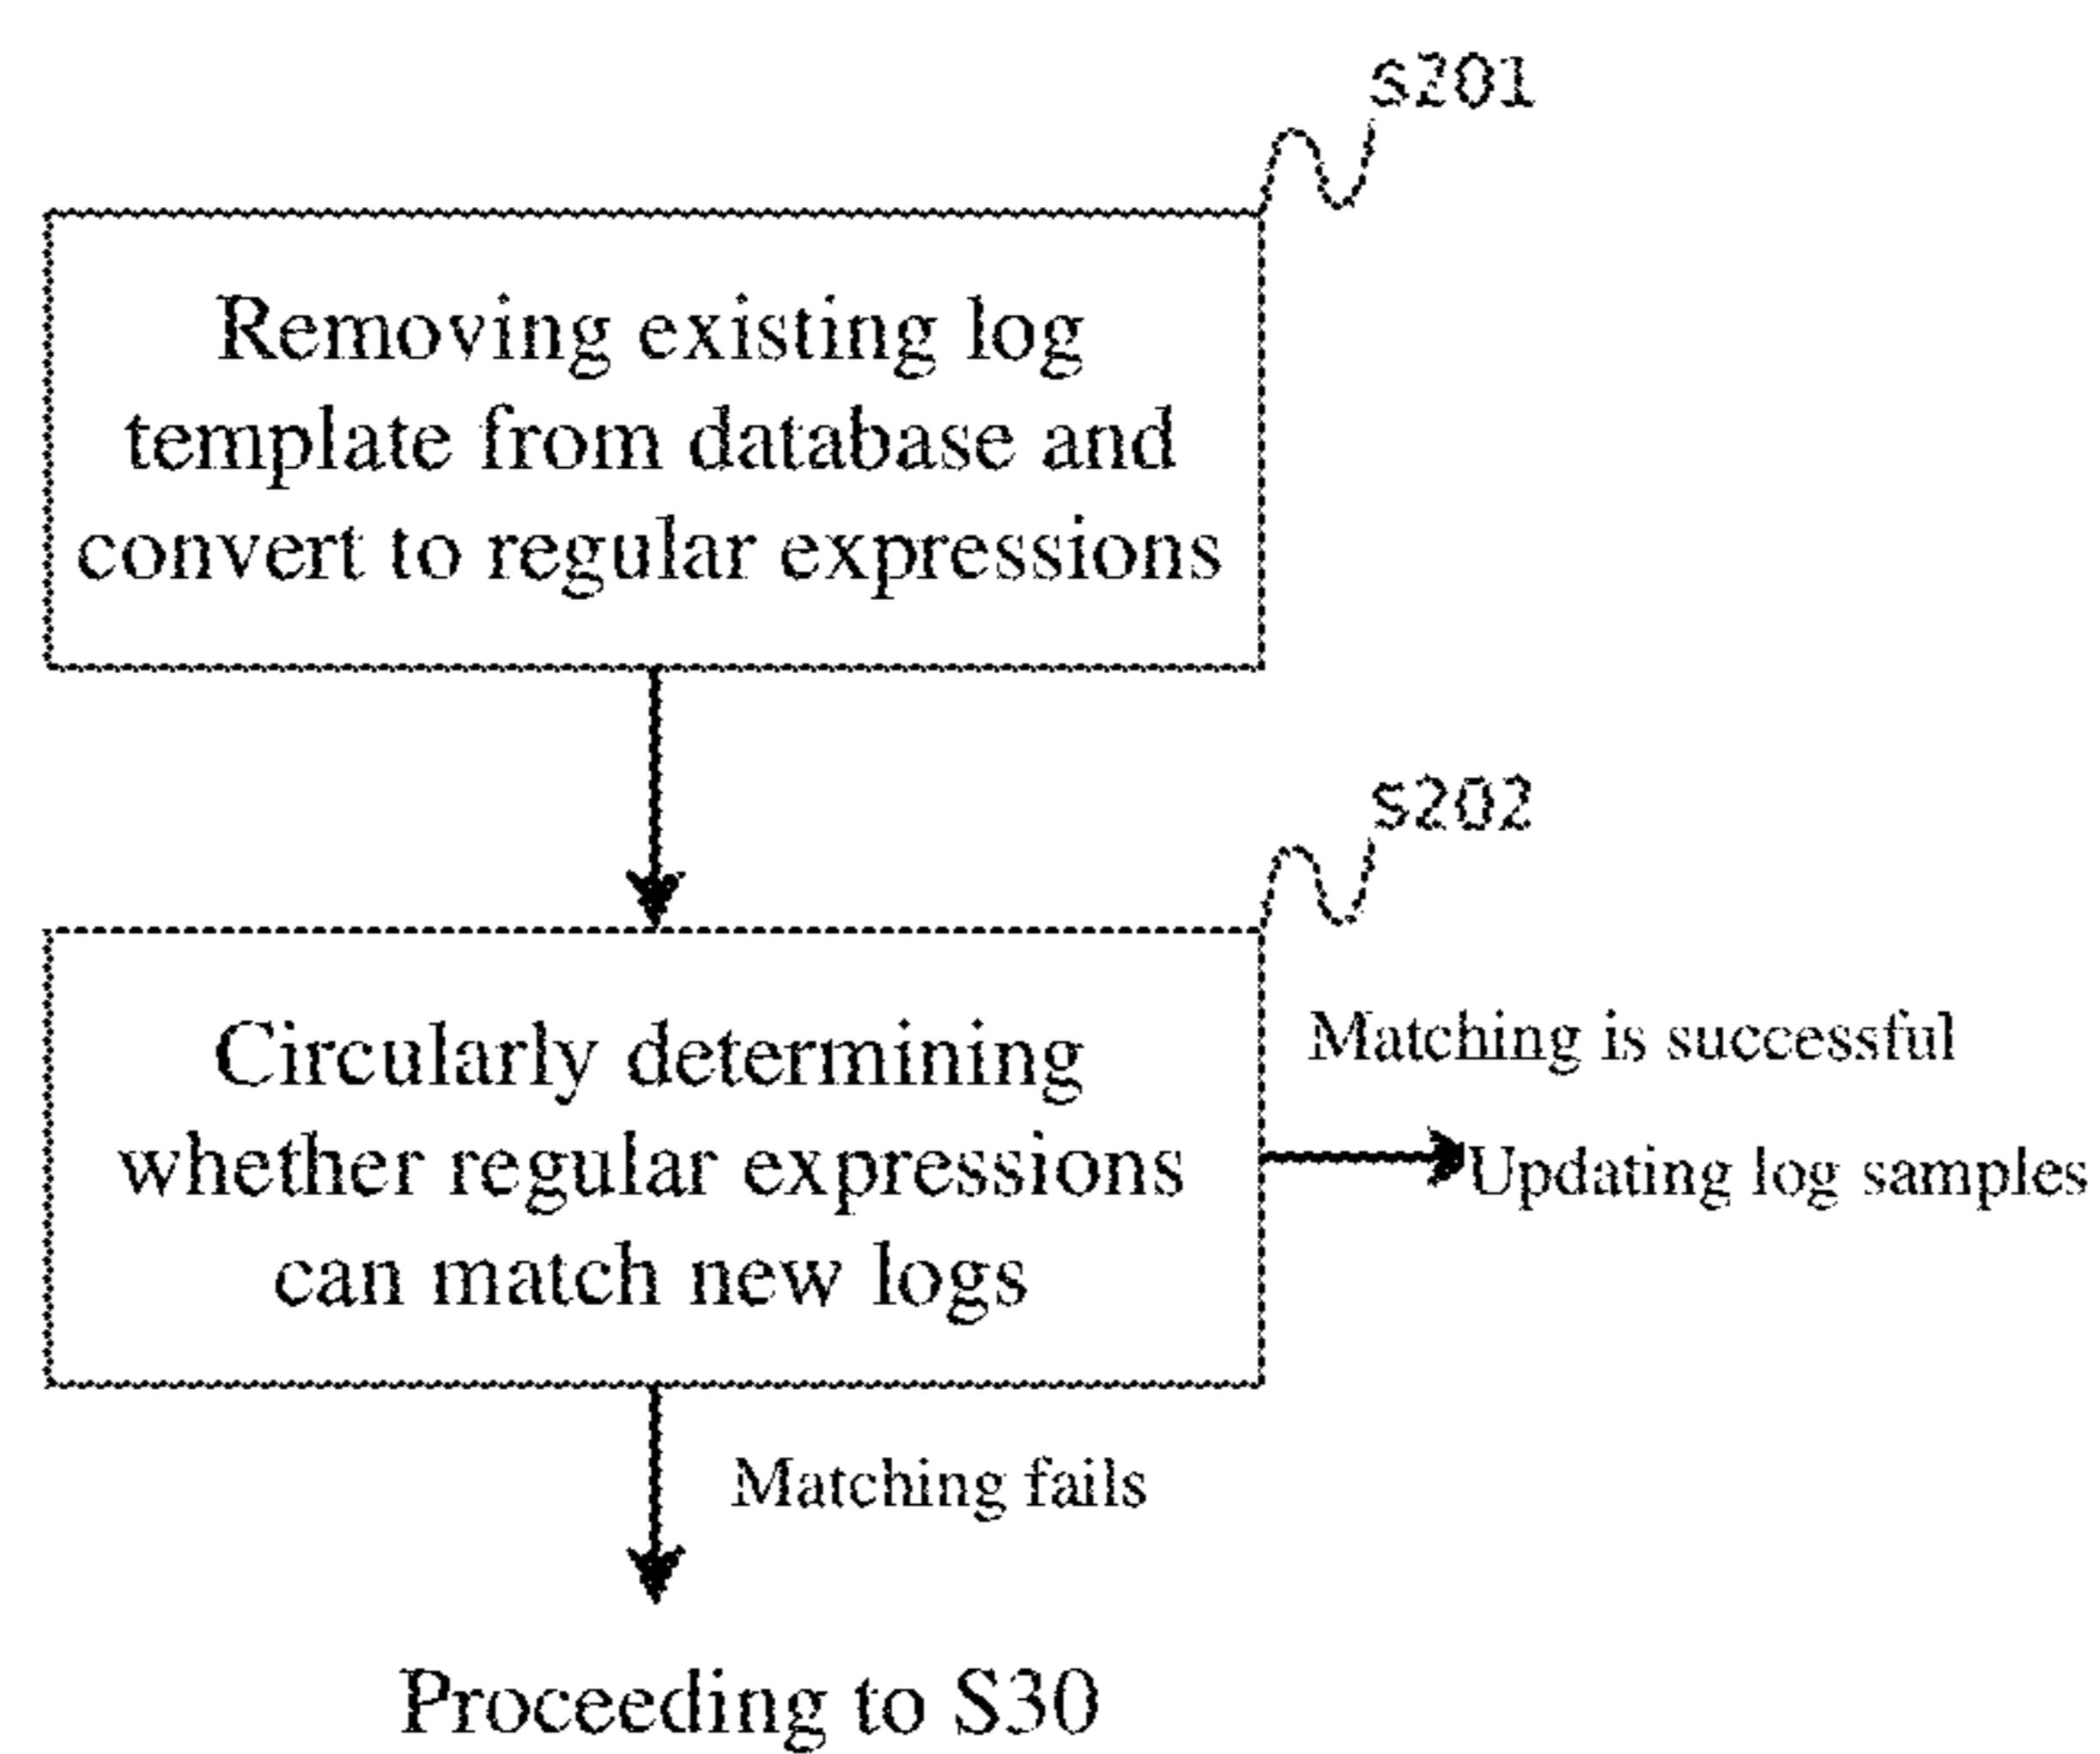 S201
Removing existing log
template from database and
convert to regular expressions
S202
Circularly determining
whether regular expressions
can match new logs
Matching is successful
Updating log samples
Matching fails
Proceeding to S30